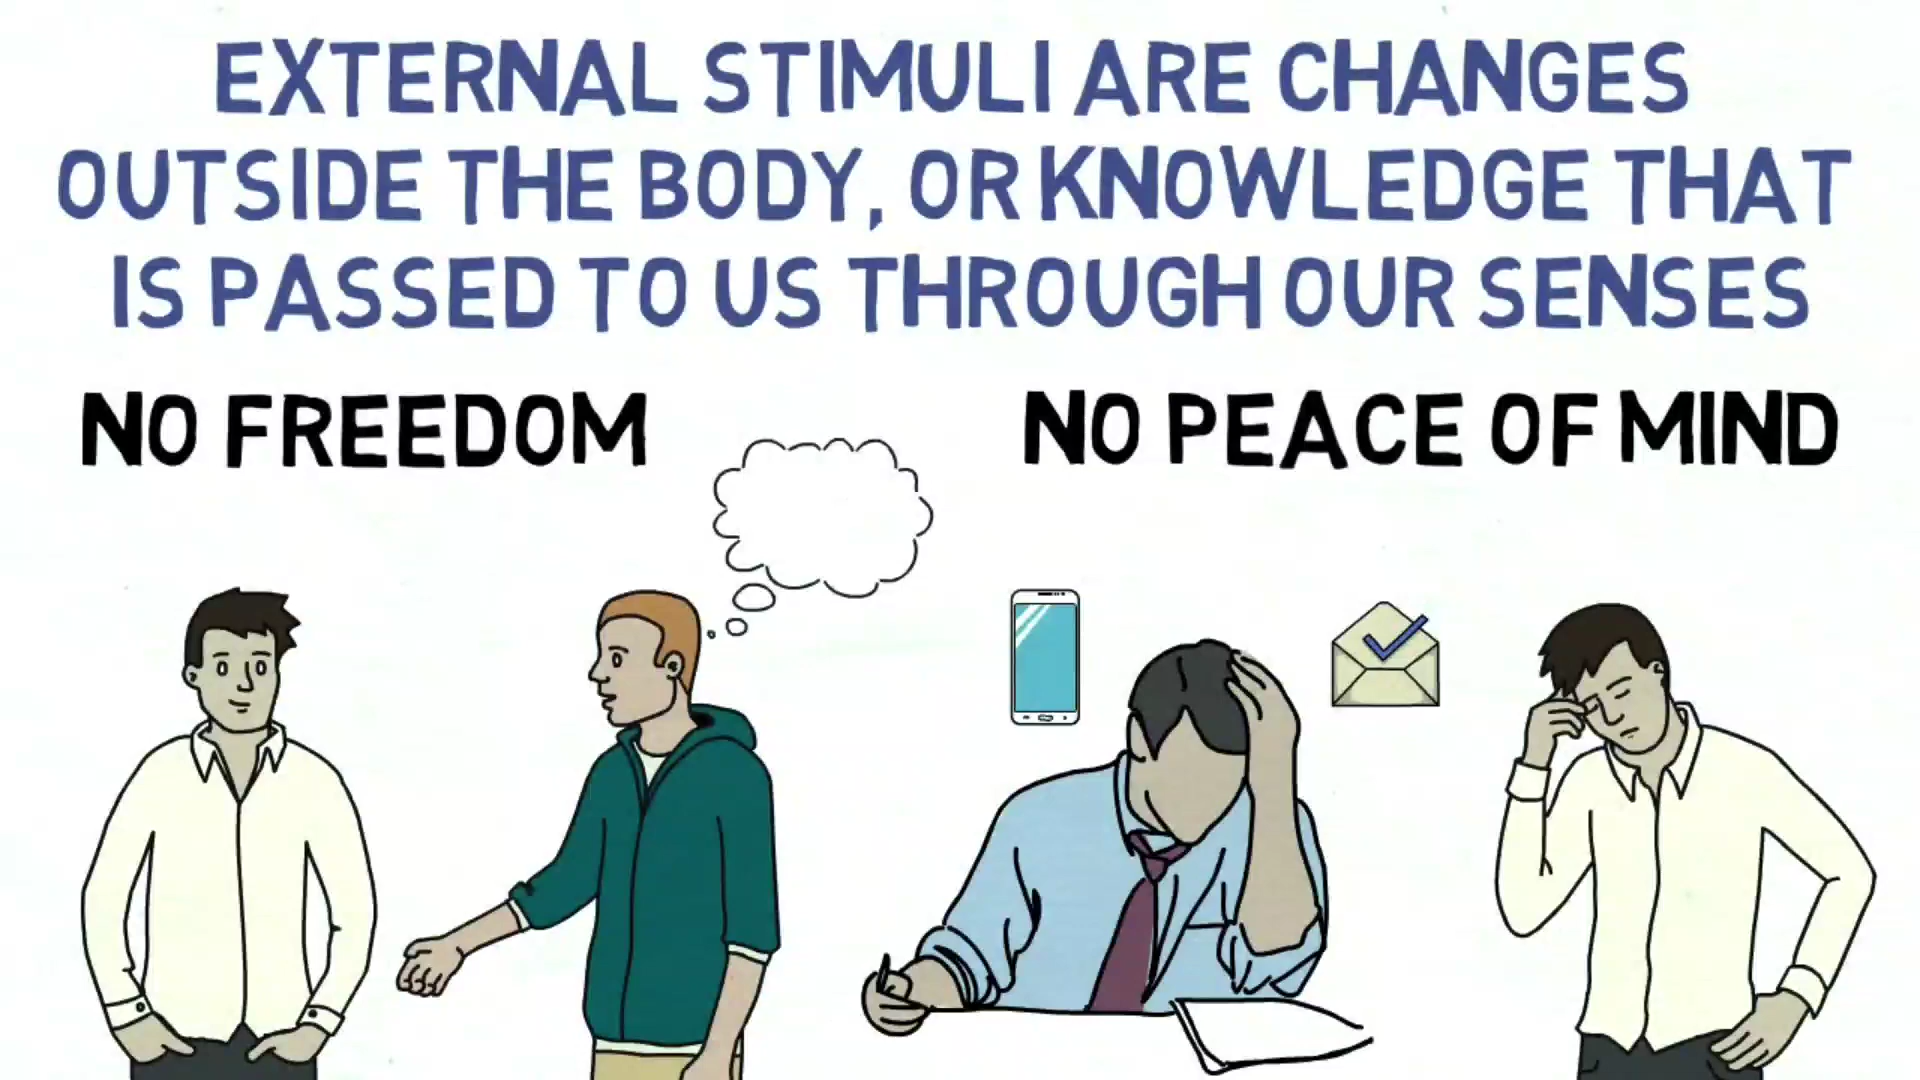 EXTERNAL STIMULI ARE CHANGES
OUTSIDE THE BODY, OR KNOWLEDGE THAT
IS PASSED TO US THROUGH OUR SENSES
NO FREEDOM
NO PEACE OF MIND